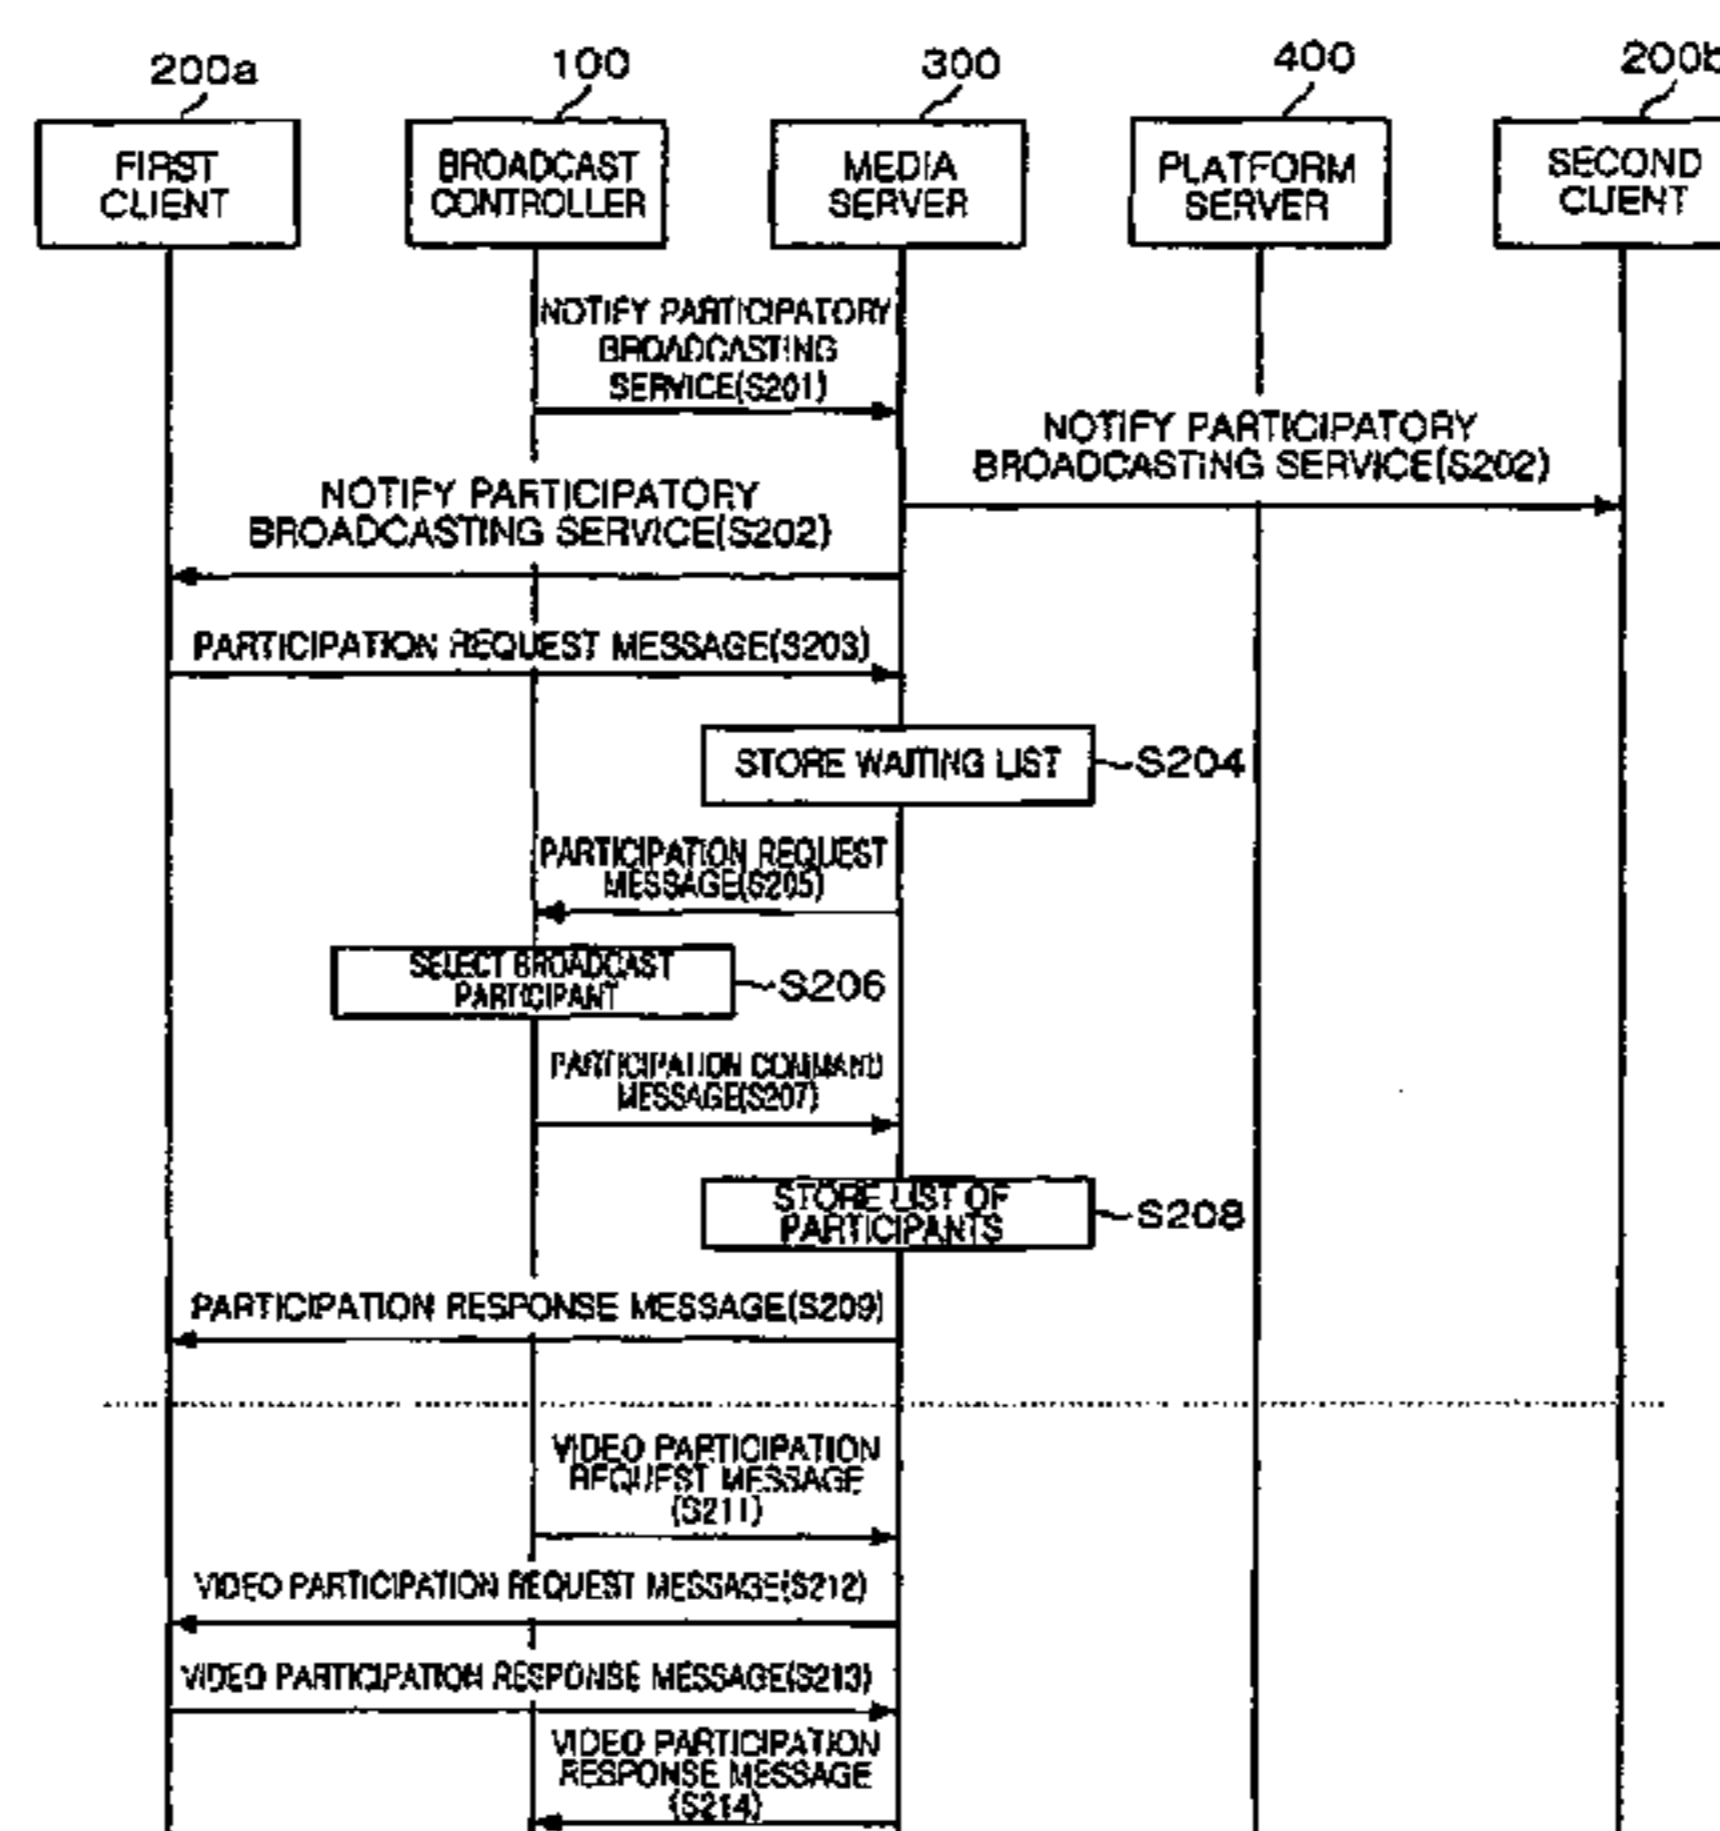 200a
100
300
400
200b
FIRST
CLIENT
BROADCAST
CONTROLLER
MEDIA
SERVER
PLATFORM
SERVER
SECOND
CLIENT
NOTIFY PARTICIPATORY
BROADCASTING
SERVICE(S201)
NOTIFY PARTICIPATORY
BROADCASTING SERVICE(S202)
NOTIFY PARTICIPATORY
BROADCASTING SERVICE(S202)
PARTICIPATION REQUEST MESSAGE(S203)
STORE WAITING LIST
S204
PARTICIPATION REQUEST
MESSAGE(S205)
SELECT BROADCAST
PARTICIPANT
S206
PARTICIPATION COMMAND
MESSAGE(S207)
STORE LIST OF
PARTICIPANTS
S208
PARTICIPATION RESPONSE MESSAGE(S209)
VIDEO PARTICIPATION
REQUEST MESSAGE
(S211)
VIDEO PARTICIPATION REQUEST MESSAGE(S212)
VIDEO PARTICIPATION RESPONSE MESSAGE(S213)
VIDEO PARTICIPATION
RESPONSE MESSAGE
(S214)